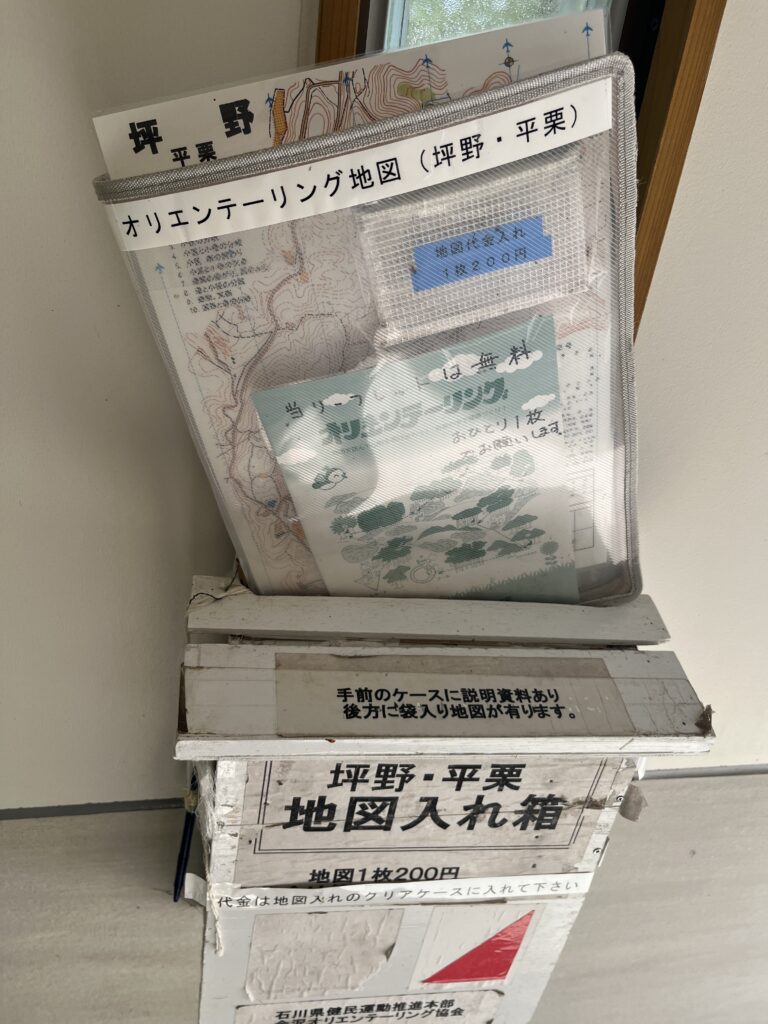 坪野
平栗
オリエンテーリング地図（坪野・平栗）
地図代金入れ
1枚200円
当リーフレットは無料
オリエンテーリング
おひとり1枚
でお願いします。
手前のケースに説明資料あり
後方に袋入り地図が有ります。
坪野・平栗
地図入れ箱
地図1枚200円
代金は地図入れのクリアケースに入れて下さい
石川県健民運動推進本部
金沢オリエンテーリング協会